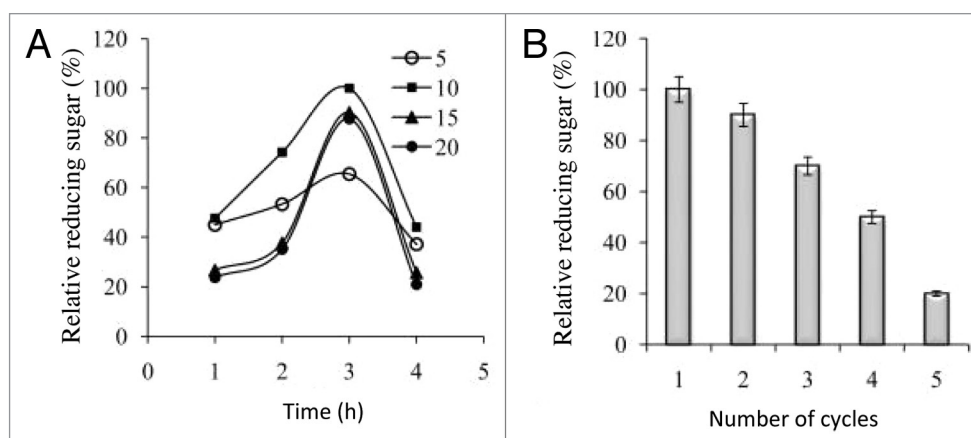 A
Relative reducing sugar (%)
120
100
80
60
40
20
0
0 1 2 3 4 5
Time (h)
5
10
15
20
B
Relative reducing sugar (%)
120
100
80
60
40
20
0
1 2 3 4 5
Number of cycles